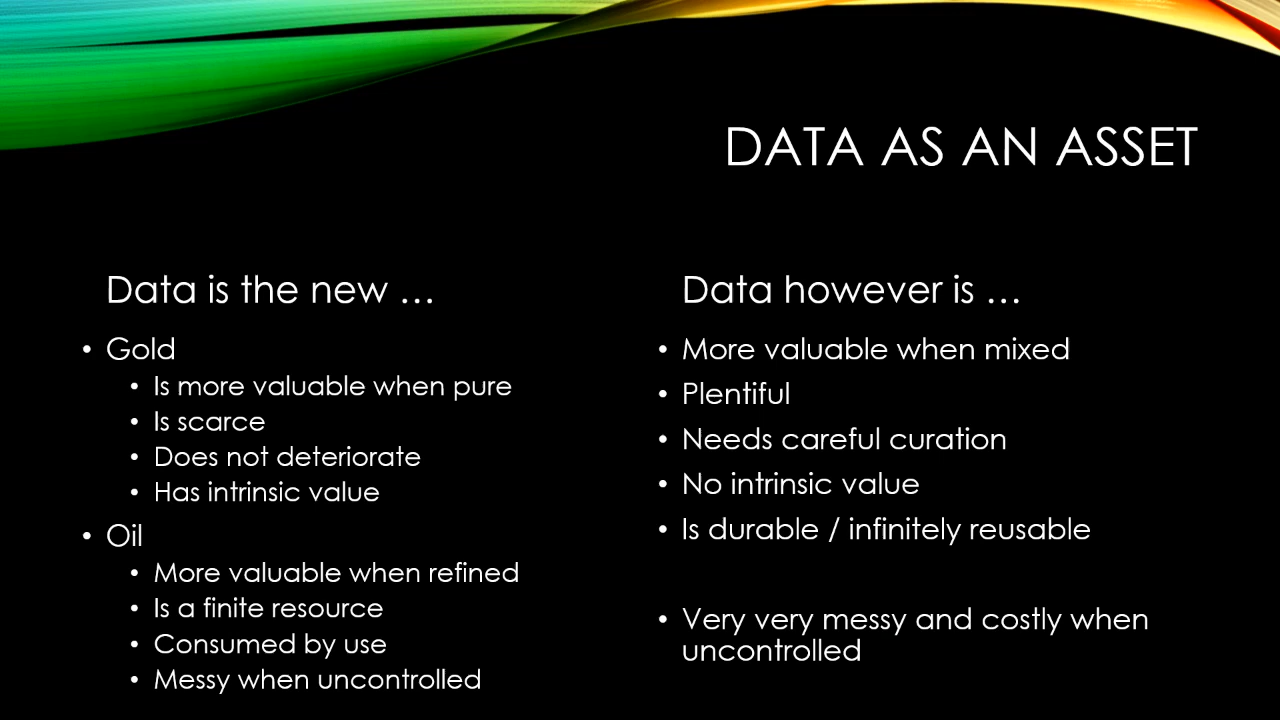 DATA AS AN ASSET
Data is the new …
• Gold
• Is more valuable when pure
• Is scarce
• Does not deteriorate
• Has intrinsic value
• Oil
• More valuable when refined
• Is a finite resource
• Consumed by use
• Messy when uncontrolled
Data however is …
• More valuable when mixed
• Plentiful
• Needs careful curation
• No intrinsic value
• Is durable / infinitely reusable
• Very very messy and costly when
uncontrolled